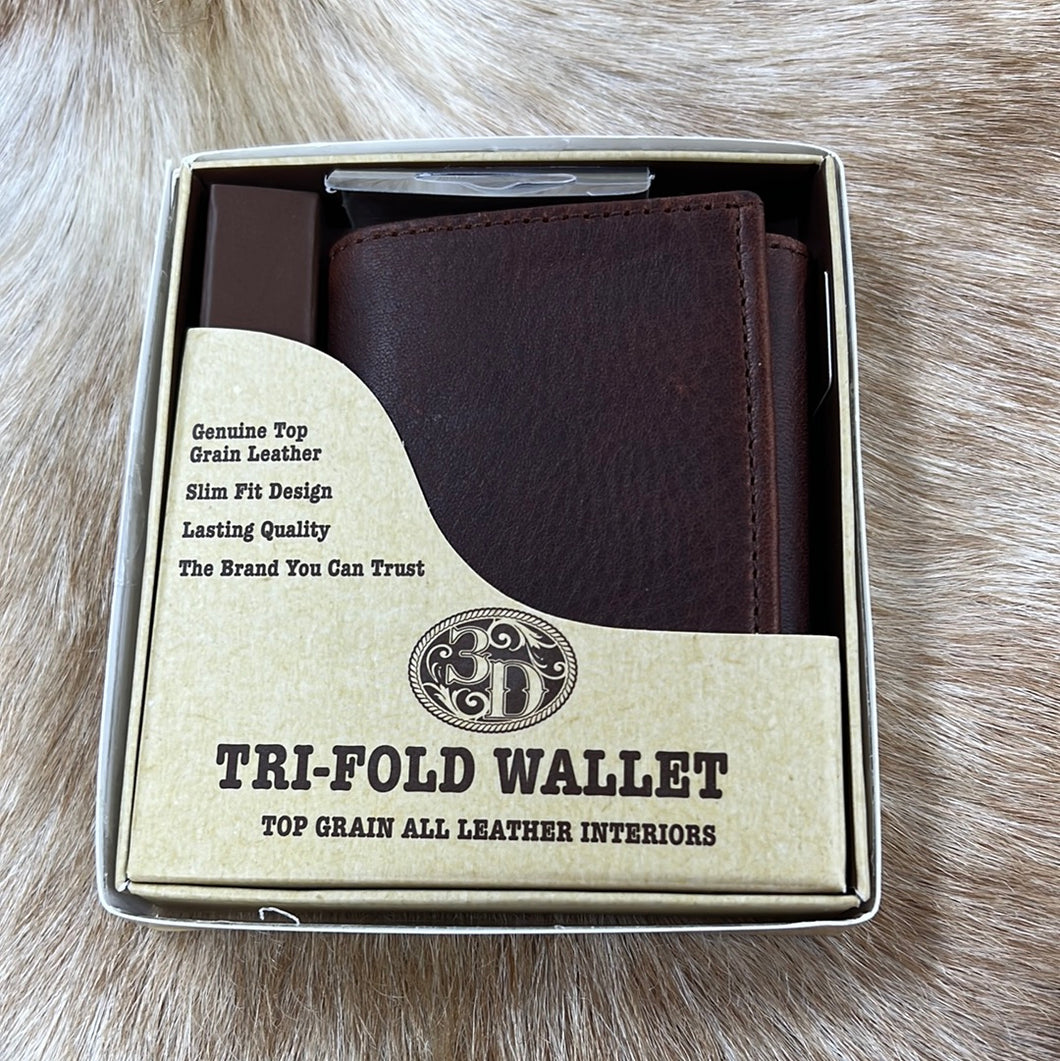 Genuine Top
Grain Leather
Slim Fit Design
Lasting Quality
The Brand You Can Trust
3D
TRI-FOLD WALLET
TOP GRAIN ALL LEATHER INTERIORS